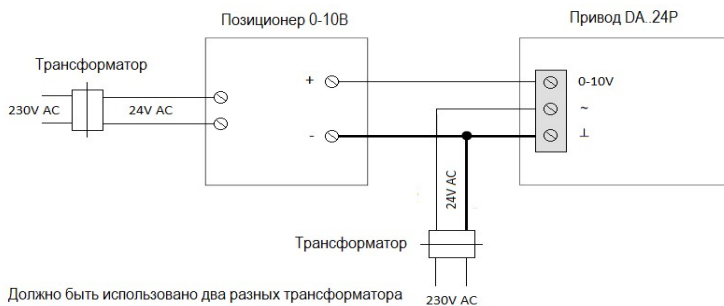 Позиционер 0-10В
Привод DA..24P
Трансформатор
230V AC
24V AC
+
-
0-10V
~
⊥
24V AC
Трансформатор
230V AC
Должно быть использовано два разных трансформатора